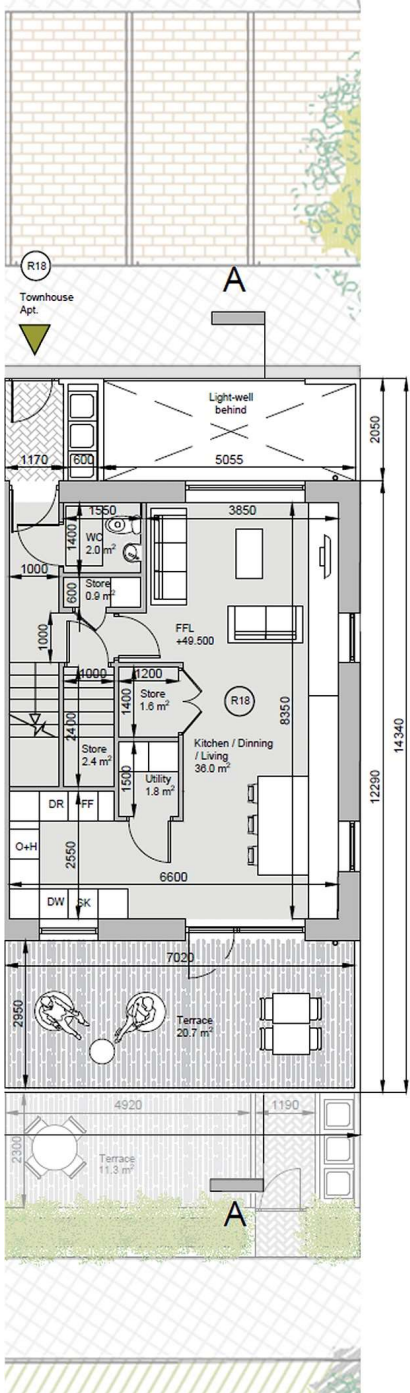 R18
Townhouse
Apt.
A
Light-well
behind
1170
600
5055
2050
1550
3850
1400
WC
2.0 m²
1000
600
Store
0.9 m²
1000
FFL
+49.500
1000
1200
1400
Store
1.6 m²
R18
8350
14340
2400
Store
2.4 m²
Kitchen / Dinning
/ Living
36.0 m²
12290
1500
Utility
1.8 m²
DR
FF
O+H
2550
6600
DW
SK
7020
2950
Terrace
20.7 m²
4920
1190
2300
Terrace
11.3 m²
A